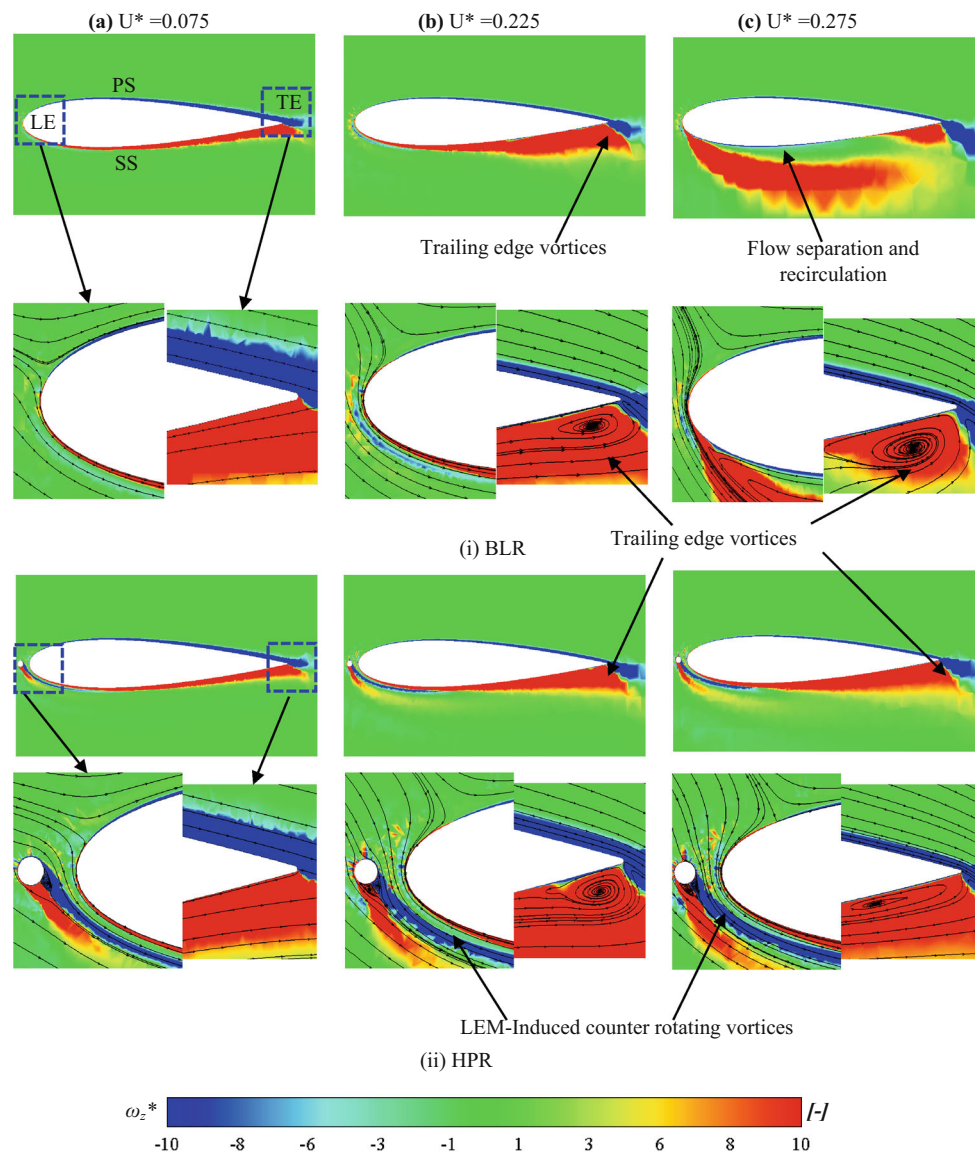 (a) U* =0.075
(b) U* =0.225
(c) U* =0.275
PS
TE
LE
SS
Trailing edge vortices
Flow separation and
recirculation
Trailing edge vortices
(i) BLR
LEM-Induced counter rotating vortices
(ii) HPR
ωz* [-]
-10 -8 -6 -3 -1 1 3 6 8 10